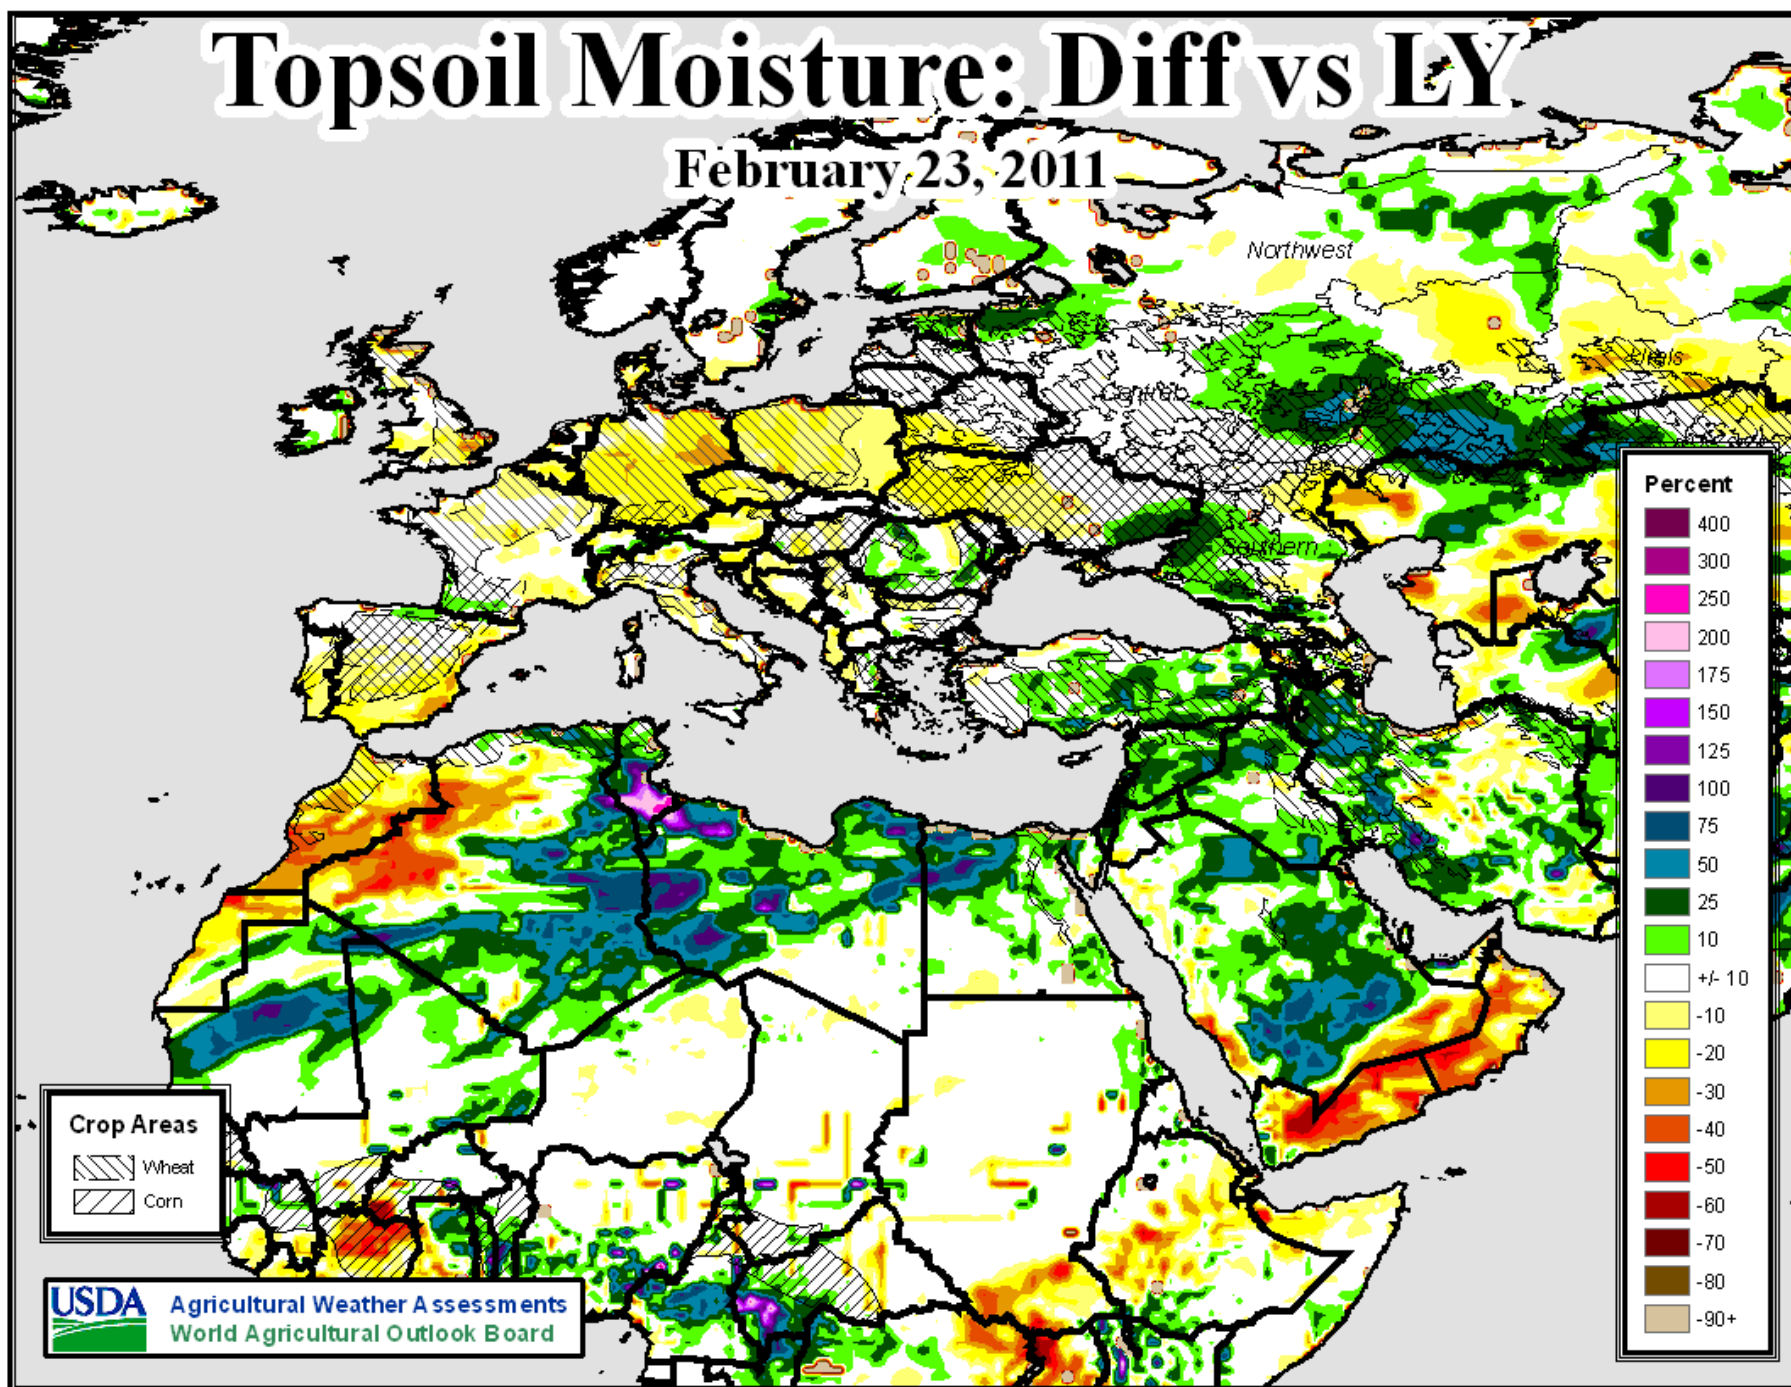 Topsoil Moisture: Diff vs LY
February 23, 2011
Northwest
Urals
Central
Southern
Percent
400
300
250
200
175
150
125
100
75
50
25
10
+/- 10
-10
-20
-30
-40
-50
-60
-70
-80
-90+
Crop Areas
Wheat
Corn
USDA
Agricultural Weather Assessments
World Agricultural Outlook Board